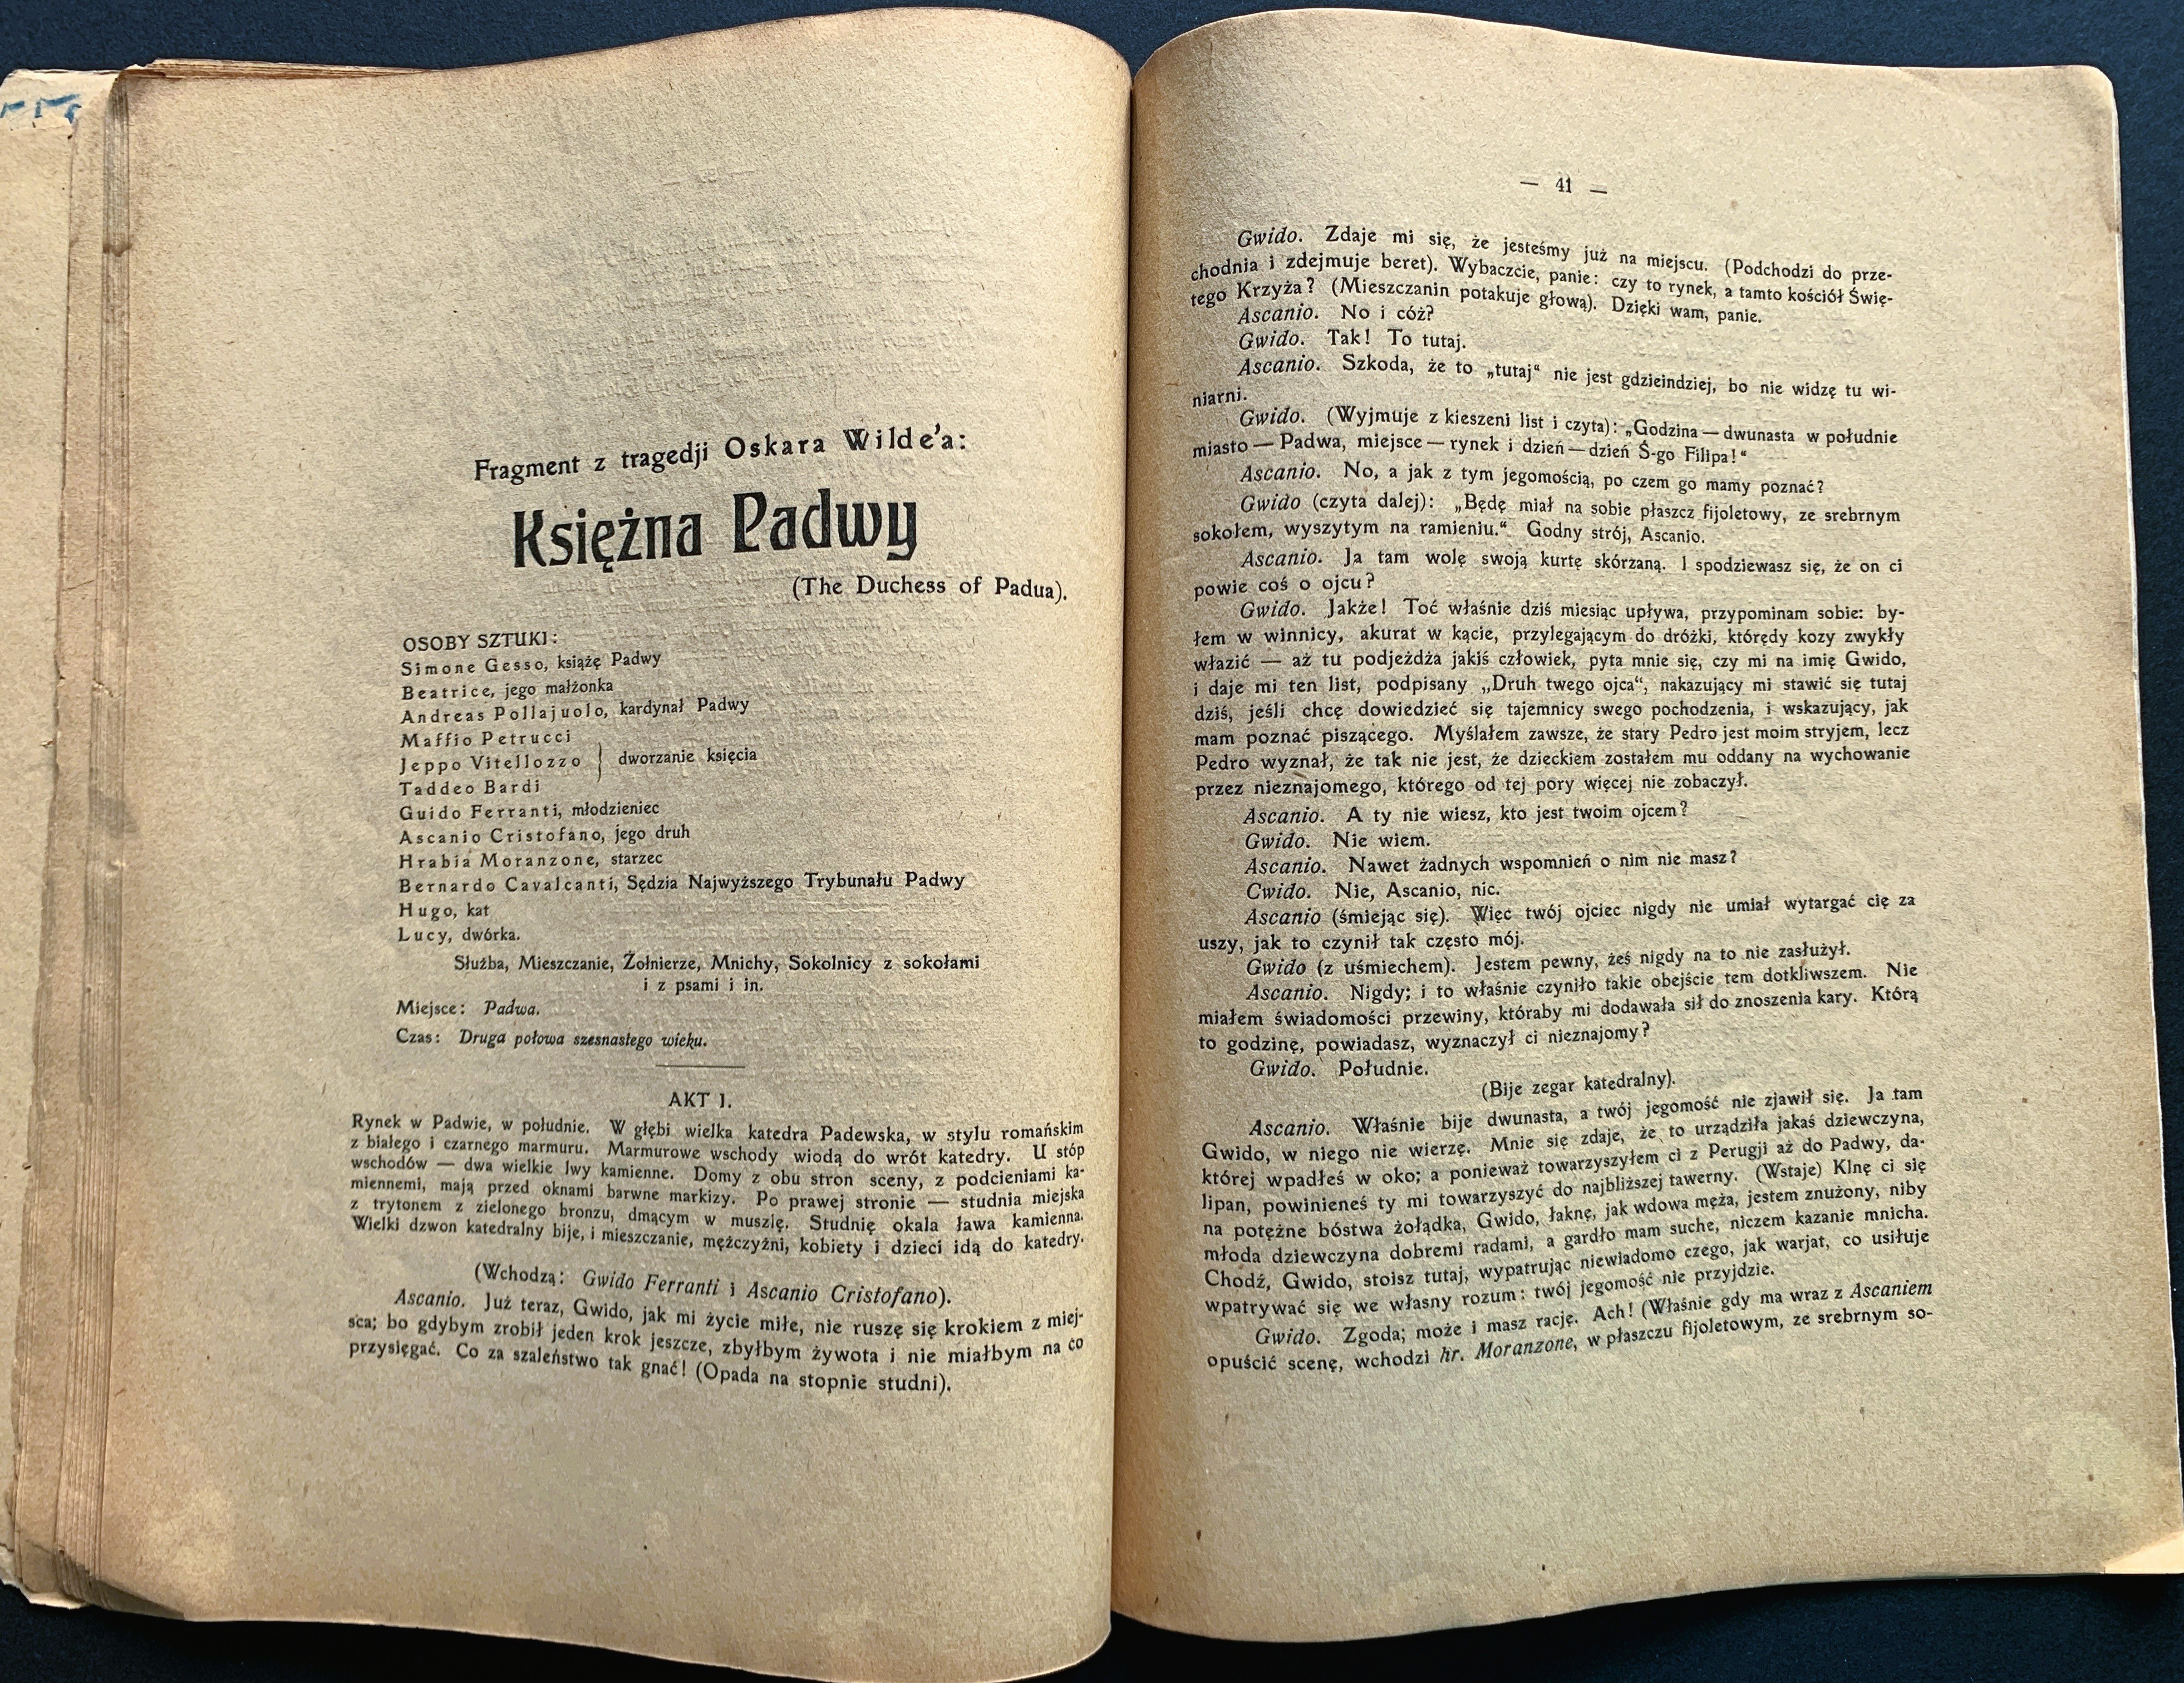 Fragment z tragedji Oskara Wilde'a:
Księżna Padwy
(The Duchess of Padua).
OSOBY SZTUKI:
Simone Gesso, książę Padwy
Beatrice, jego małżonka
Andreas Pollajuolo, kardynał Padwy
Maffio Petrucci
Jeppo Vitellozzo } dworzanie księcia
Taddeo Bardi
Guido Ferranti, młodzieniec
Ascanio Cristofano, jego druh
Hrabia Moranzone, starzec
Bernardo Cavalcanti, Sędzia Najwyższego Trybunału Padwy
Hugo, kat
Lucy, dwórka.
Służba, Mieszczanie, Żołnierze, Mnichy, Sokolnicy z sokołami
i z psami i in.
Miejsce: Padwa.
Czas: Druga połowa szesnastego wieku.
AKT I.
Rynek w Padwie, w południe. W głębi wielka katedra Padewska, w stylu romańskim
z białego i czarnego marmuru. Marmurowe wschody wiodą do wrót katedry. U stóp
wschodów — dwa wielkie lwy kamienne. Domy z obu stron sceny, z podcieniami ka-
miennemi, mają przed oknami barwne markizy. Po prawej stronie — studnia miejska
z trytonem z zielonego bronzu, dmącym w muszlę. Studnię okala ława kamienna.
Wielki dzwon katedralny bije, i mieszczanie, mężczyźni, kobiety i dzieci idą do katedry.
(Wchodzą: Gwido Ferranti i Ascanio Cristofano).
Ascanio. Już teraz, Gwido, jak mi życie miłe, nie ruszę się krokiem z miej-
sca; bo gdybym zrobił jeden krok jeszcze, zbyłbym żywota i nie miałbym na co
przysięgać. Co za szaleństwo tak gnać! (Opada na stopnie studni).
— 41 —
Gwido. Zdaje mi się, że jesteśmy już na miejscu. (Podchodzi do prze-
chodnia i zdejmuje beret). Wybaczcie, panie: czy to rynek, a tamto kościół Świę-
tego Krzyża? (Mieszczanin potakuje głową). Dzięki wam, panie.
Ascanio. No i cóż?
Gwido. Tak! To tutaj.
Ascanio. Szkoda, że to „tutaj“ nie jest gdzieindziej, bo nie widzę tu wi-
niarni.
Gwido. (Wyjmuje z kieszeni list i czyta): „Godzina — dwunasta w południe
miasto — Padwa, miejsce — rynek i dzień — dzień Ś-go Filipa!“
Ascanio. No, a jak z tym jegomością, po czem go mamy poznać?
Gwido (czyta dalej): „Będę miał na sobie płaszcz fijoletowy, ze srebrnym
sokołem, wyszytym na ramieniu.“ Godny strój, Ascanio.
Ascanio. Ja tam wolę swoją kurtę skórzaną. I spodziewasz się, że on ci
powie coś o ojcu?
Gwido. Jakże! Toć właśnie dziś miesiąc upływa, przypominam sobie: by-
łem w winnicy, akurat w kącie, przylegającym do dróżki, którędy kozy zwykły
włazić — aż tu podjeżdża jakiś człowiek, pyta mnie się, czy mi na imię Gwido,
i daje mi ten list, podpisany „Druh twego ojca“, nakazujący mi stawić się tutaj
dziś, jeśli chcę dowiedzieć się tajemnicy swego pochodzenia, i wskazujący, jak
mam poznać piszącego. Myślałem zawsze, że stary Pedro jest moim stryjem, lecz
Pedro wyznał, że tak nie jest, że dzieckiem zostałem mu oddany na wychowanie
przez nieznajomego, którego od tej pory więcej nie zobaczył.
Ascanio. A ty nie wiesz, kto jest twoim ojcem?
Gwido. Nie wiem.
Ascanio. Nawet żadnych wspomnień o nim nie masz?
Cwido. Nie, Ascanio, nic.
Ascanio (śmiejąc się). Więc twój ojciec nigdy nie umiał wytargać cię za
uszy, jak to czynił tak często mój.
Gwido (z uśmiechem). Jestem pewny, żeś nigdy na to nie zasłużył.
Ascanio. Nigdy; i to właśnie czyniło takie obejście tem dotkliwszem. Nie
miałem świadomości przewiny, któraby mi dodawała sił do znoszenia kary. Którą
to godzinę, powiadasz, wyznaczył ci nieznajomy?
Gwido. Południe.
(Bije zegar katedralny).
Ascanio. Właśnie bije dwunasta, a twój jegomość nie zjawił się. Ja tam
Gwido, w niego nie wierzę. Mnie się zdaje, że to urządziła jakaś dziewczyna,
której wpadłeś w oko; a ponieważ towarzyszyłem ci z Perugji aż do Padwy, da-
lipan, powinieneś ty mi towarzyszyć do najbliższej tawerny. (Wstaje) Klnę ci się
na potężne bóstwa żołądka, Gwido, łaknę, jak wdowa męża, jestem znużony, niby
młoda dziewczyna dobremi radami, a gardło mam suche, niczem kazanie mnicha.
Chodź, Gwido, stoisz tutaj, wypatrując niewiadomo czego, jak warjat, co usiłuje
wpatrywać się we własny rozum: twój jegomość nie przyjdzie.
Gwido. Zgoda; może i masz rację. Ach! (Właśnie gdy ma wraz z Ascaniem
opuścić scenę, wchodzi hr. Moranzone, w płaszczu fijoletowym, ze srebrnym so-